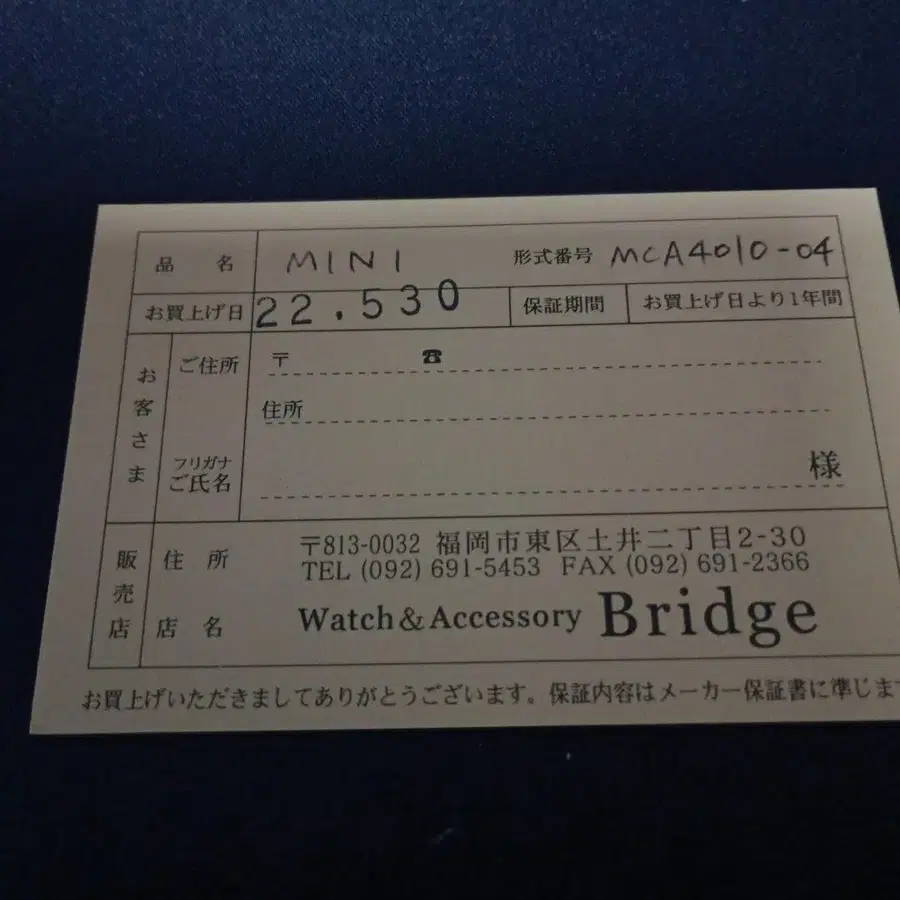 品 名 MINI 形式番号 MCA4010-04
お買上げ日 22.530 保証期間 お買上げ日より1年間
お客さま ご住所 〒 ☎
住所
フリガナ
ご氏名 様
販売店 住 所 〒813-0032 福岡市東区土井二丁目2-30
TEL (092) 691-5453 FAX (092) 691-2366
店 名 Watch&Accessory Bridge
お買上げいただきましてありがとうございます。保証内容はメーカー保証書に準じま